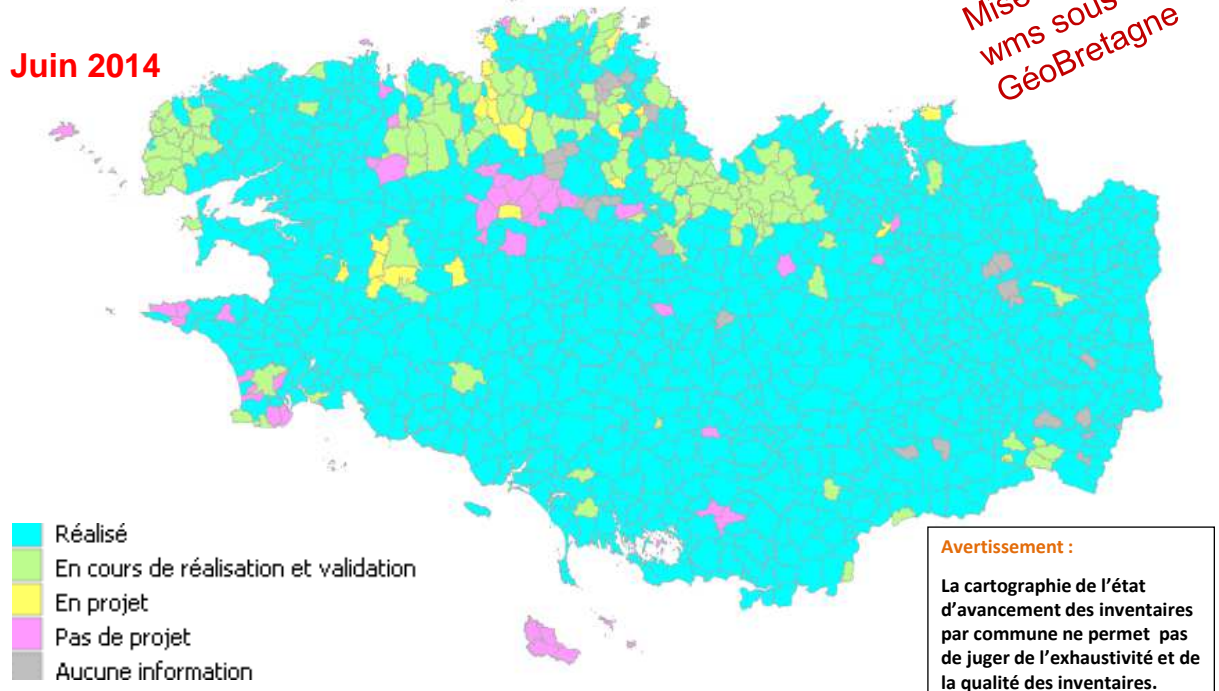 Mise
wms sous
GéoBretagne
Juin 2014
Réalisé
En cours de réalisation et validation
En projet
Pas de projet
Aucune information
Avertissement :
La cartographie de l'état
d'avancement des inventaires
par commune ne permet pas
de juger de l'exhaustivité et de
la qualité des inventaires.